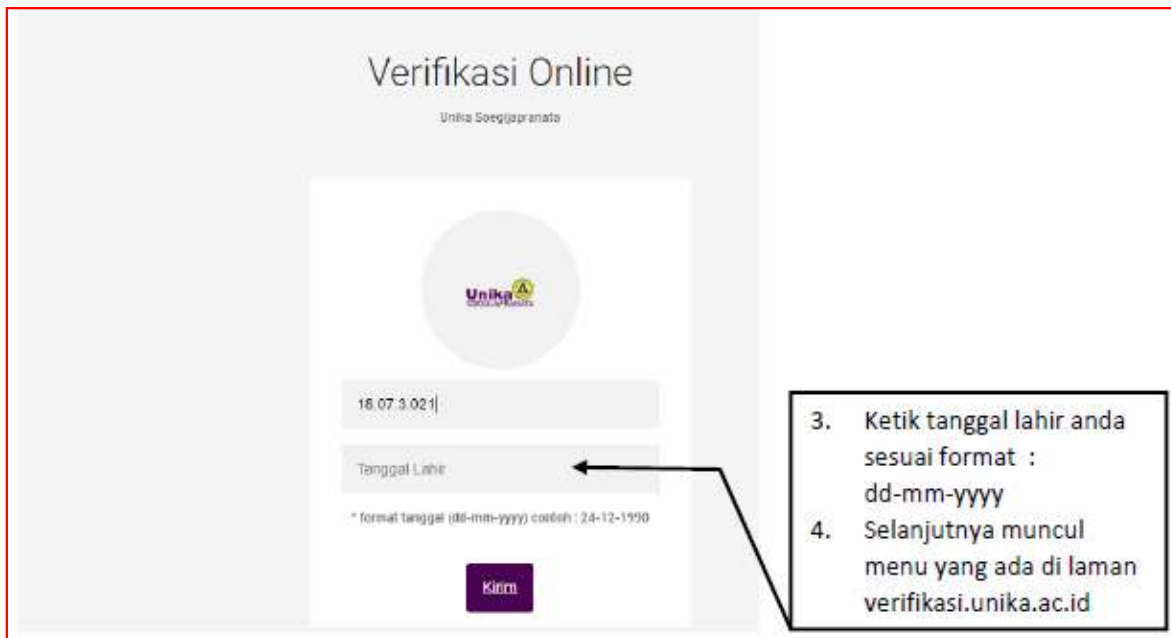 Verifikasi Online
Unika Soegijapranata
Unika
18.07.3.021
Tanggal Lahir
* format tanggal (dd-mm-yyyy) contoh : 24-12-1990
Kirim
3. Ketik tanggal lahir anda
sesuai format :
dd-mm-yyyy
4. Selanjutnya muncul
menu yang ada di laman
verifikasi.unika.ac.id